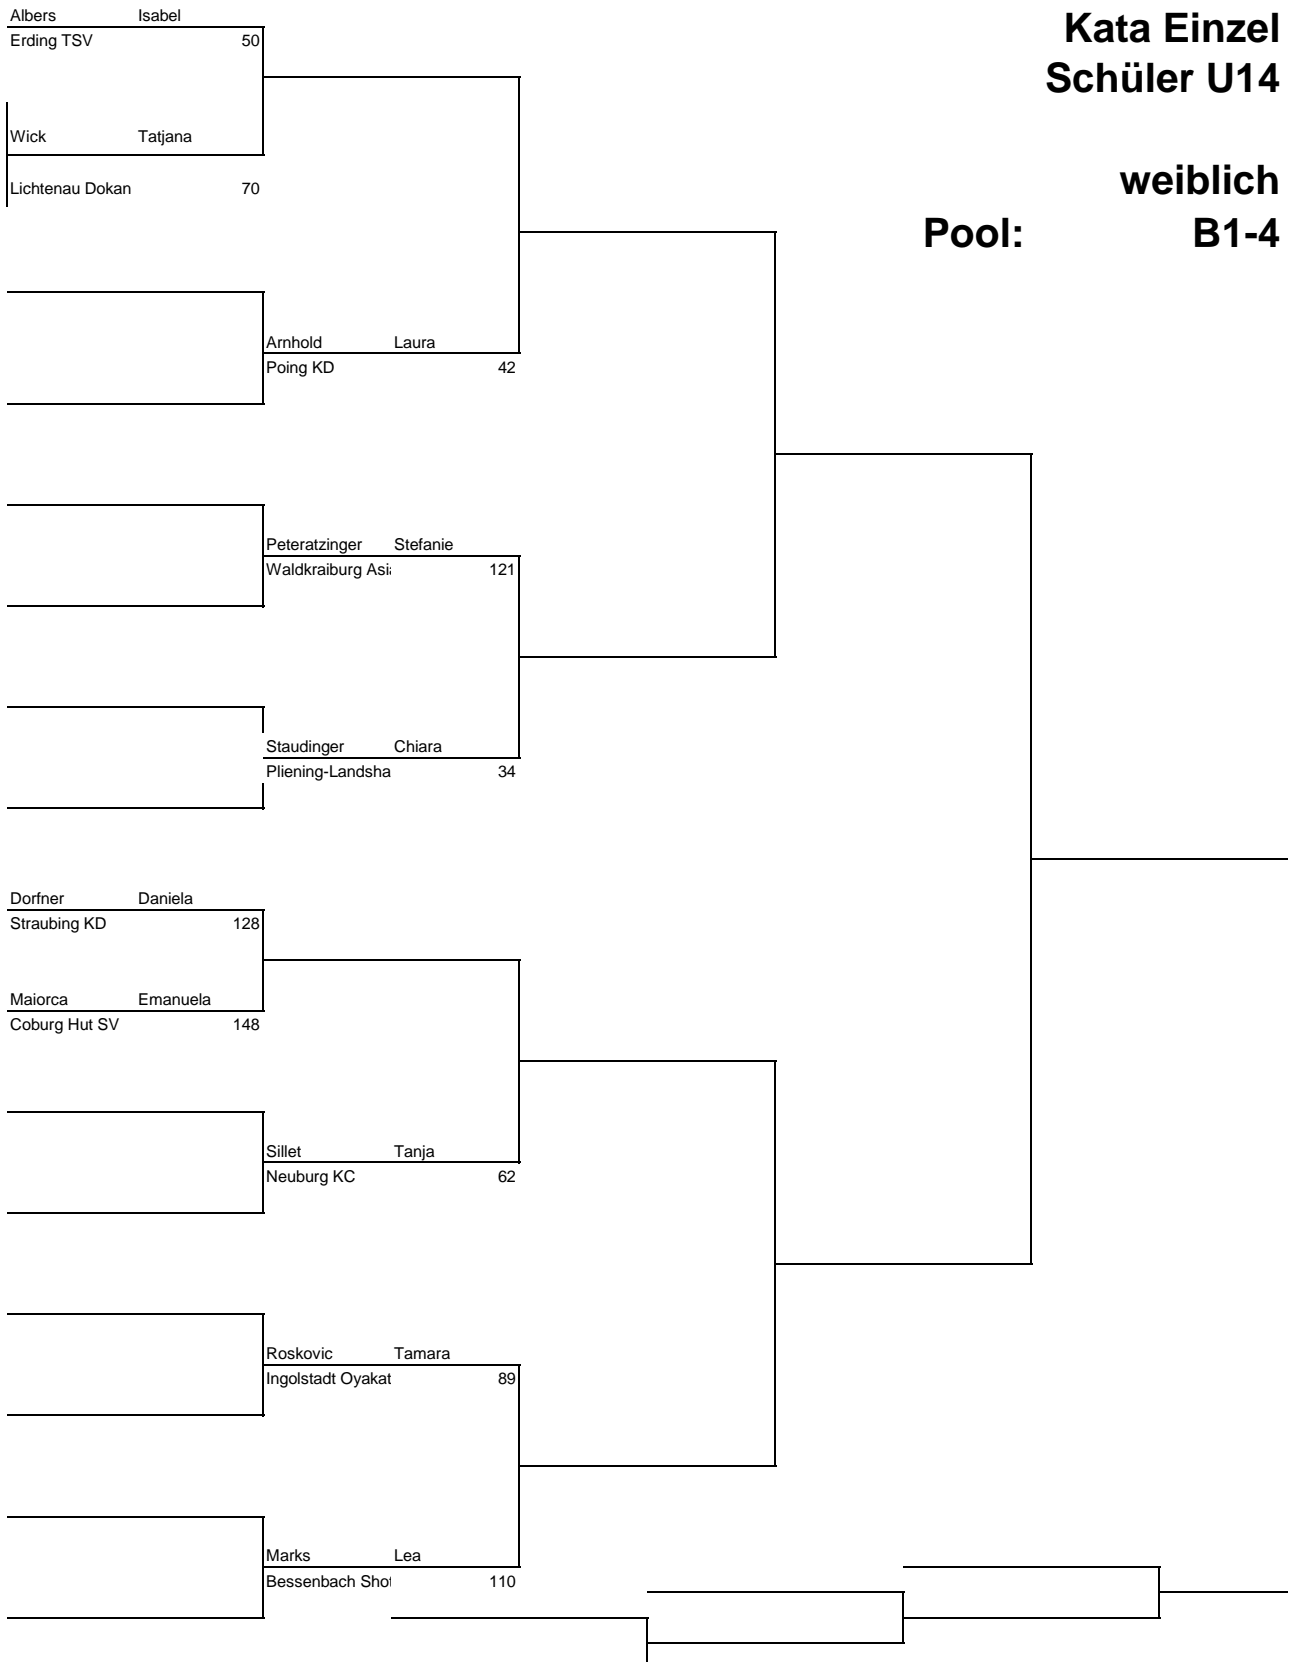 Albers Isabel
Erding TSV 50
Kata Einzel
Schüler U14
Wick Tatjana
Lichtenau Dokan 70
weiblich
Pool: B1-4
Arnhold Laura
Poing KD 42
Peteratzinger Stefanie
Waldkraiburg Asi 121
Staudinger Chiara
Pliening-Landsha 34
Dorfner Daniela
Straubing KD 128
Maiorca Emanuela
Coburg Hut SV 148
Sillet Tanja
Neuburg KC 62
Roskovic Tamara
Ingolstadt Oyakat 89
Marks Lea
Bessenbach Shot 110